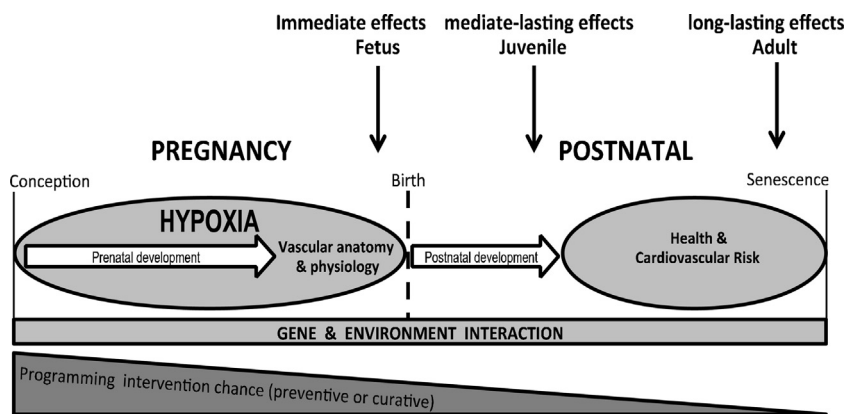 Immediate effects
Fetus
mediate-lasting effects
Juvenile
long-lasting effects
Adult
PREGNANCY
POSTNATAL
Conception
Birth
Senescence
HYPOXIA
Prenatal development
Vascular anatomy
& physiology
Postnatal development
Health &
Cardiovascular Risk
GENE & ENVIRONMENT INTERACTION
Programming intervention chance (preventive or curative)